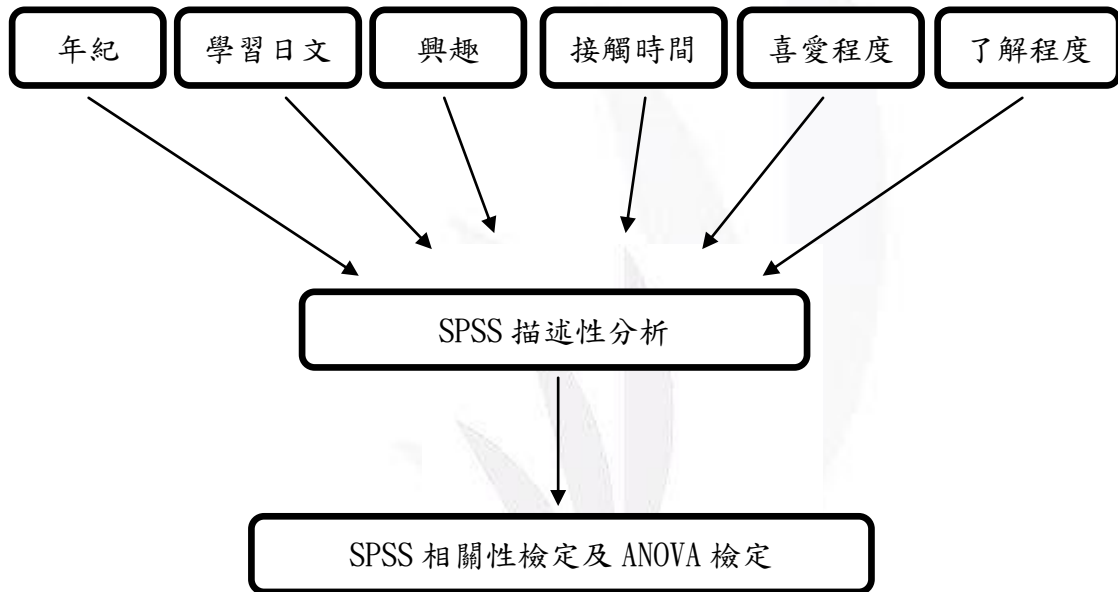 年紀
學習日文
興趣
接觸時間
喜愛程度
了解程度
SPSS 描述性分析
SPSS 相關性檢定及 ANOVA 檢定